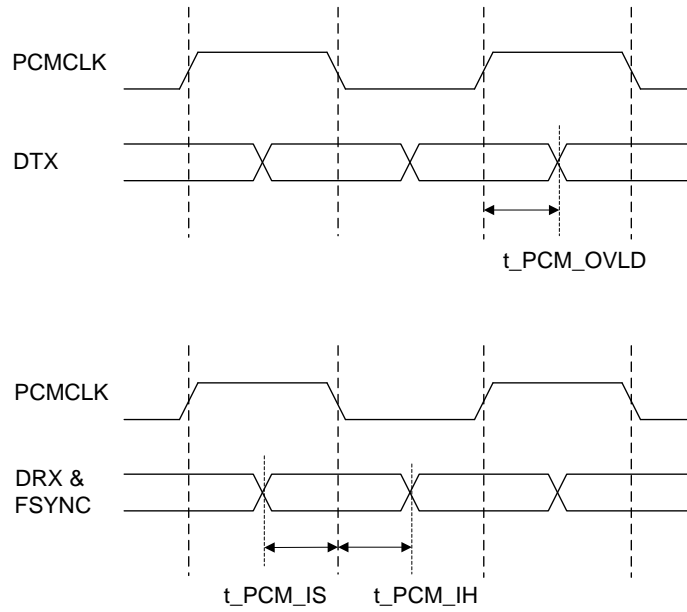 PCMCLK
DTX
t_PCM_OVLD
PCMCLK
DRX &
FSYNC
t_PCM_IS
t_PCM_IH